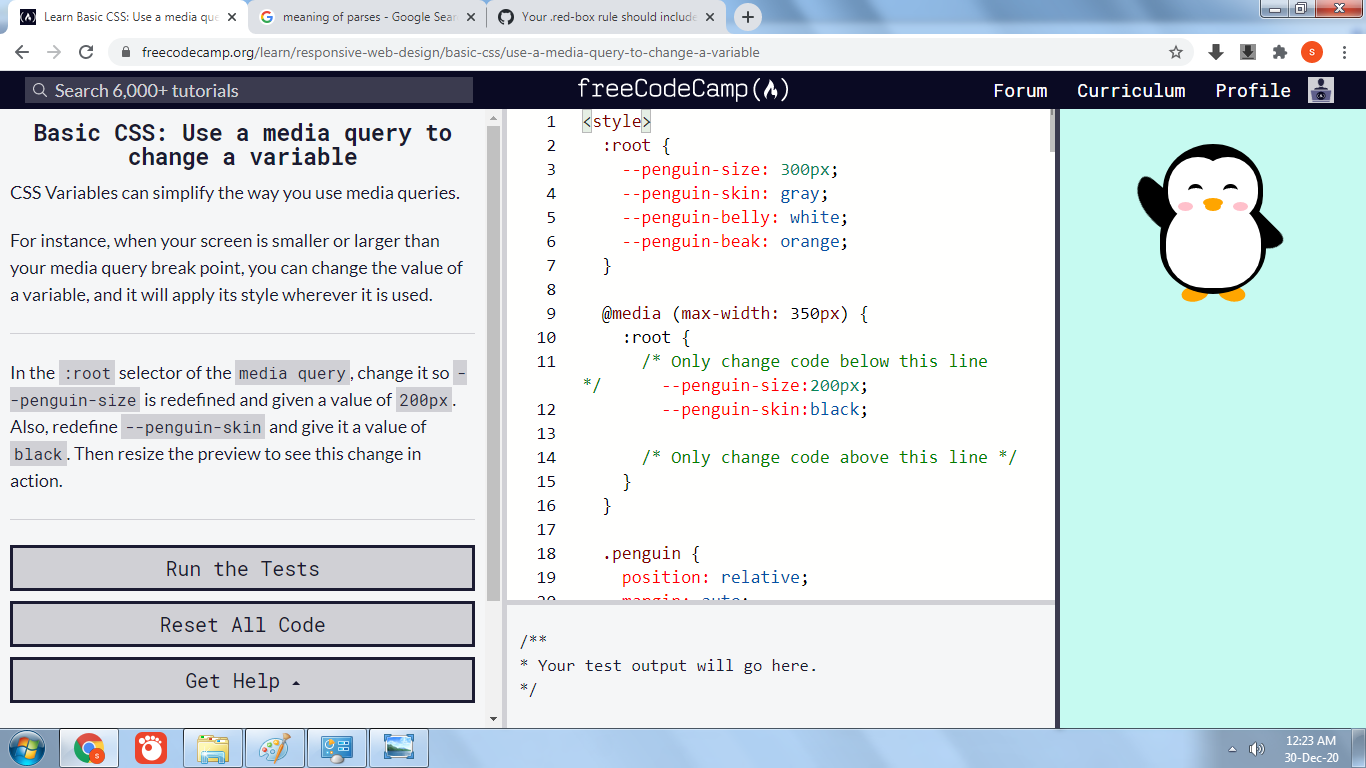 Learn Basic CSS: Use a media que
meaning of parses - Google Sear
Your .red-box rule should include
freecodecamp.org/learn/responsive-web-design/basic-css/use-a-media-query-to-change-a-variable
S
Search 6,000+ tutorials
freeCodeCamp
Forum
Curriculum
Profile
Basic CSS: Use a media query to
change a variable
CSS Variables can simplify the way you use media queries.
For instance, when your screen is smaller or larger than
your media query break point, you can change the value of
a variable, and it will apply its style wherever it is used.
In the :root selector of the media query, change it so -
-penguin-size is redefined and given a value of 200px.
Also, redefine --penguin-skin and give it a value of
black. Then resize the preview to see this change in
action.
Run the Tests
Reset All Code
Get Help
1 <style>
2 :root {
3 --penguin-size: 300px;
4 --penguin-skin: gray;
5 --penguin-belly: white;
6 --penguin-beak: orange;
7 }
8
9 @media (max-width: 350px) {
10 :root {
11 /* Only change code below this line
*/ --penguin-size:200px;
12 --penguin-skin:black;
13
14 /* Only change code above this line */
15 }
16 }
17
18 .penguin {
19 position: relative;
20 margin: auto;
/**
* Your test output will go here.
*/
S
12:23 AM
30-Dec-20